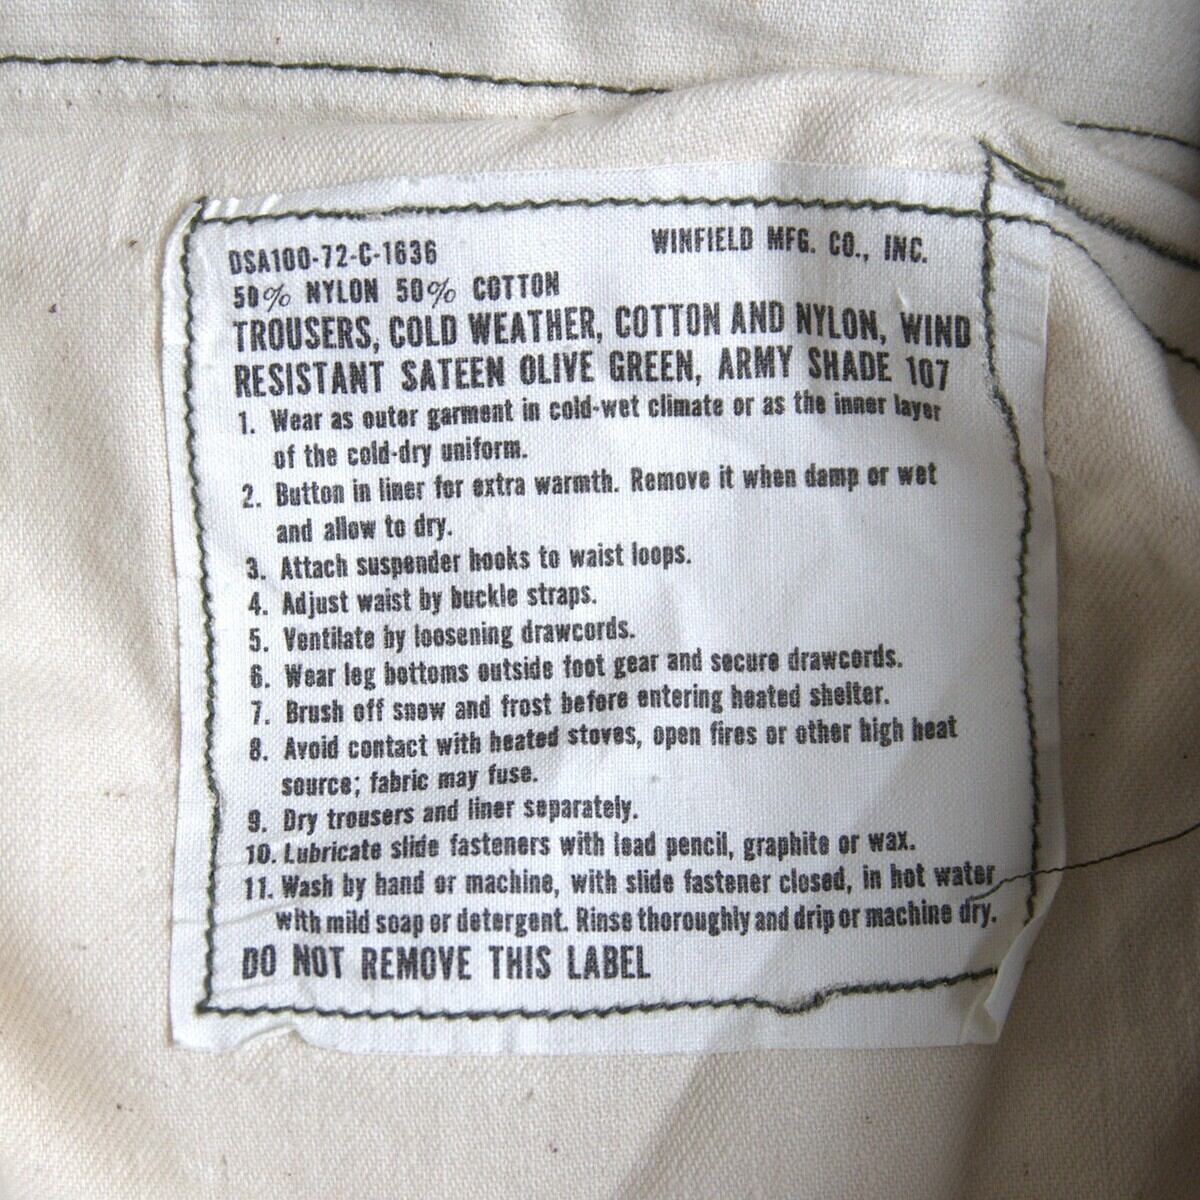 DSA100-72-C-1636 WINFIELD MFG. CO., INC.
50% NYLON 50% COTTON
TROUSERS, COLD WEATHER, COTTON AND NYLON, WIND
RESISTANT SATEEN OLIVE GREEN, ARMY SHADE 107
1. Wear as outer garment in cold-wet climate or as the inner layer
of the cold-dry uniform.
2. Button in liner for extra warmth. Remove it when damp or wet
and allow to dry.
3. Attach suspender hooks to waist loops.
4. Adjust waist by buckle straps.
5. Ventilate by loosening drawcords.
6. Wear leg bottoms outside foot gear and secure drawcords.
7. Brush off snow and frost before entering heated shelter.
8. Avoid contact with heated stoves, open fires or other high heat
source; fabric may fuse.
9. Dry trousers and liner separately.
10. Lubricate slide fasteners with lead pencil, graphite or wax.
11. Wash by hand or machine, with slide fastener closed, in hot water
with mild soap or detergent. Rinse thoroughly and drip or machine dry.
DO NOT REMOVE THIS LABEL